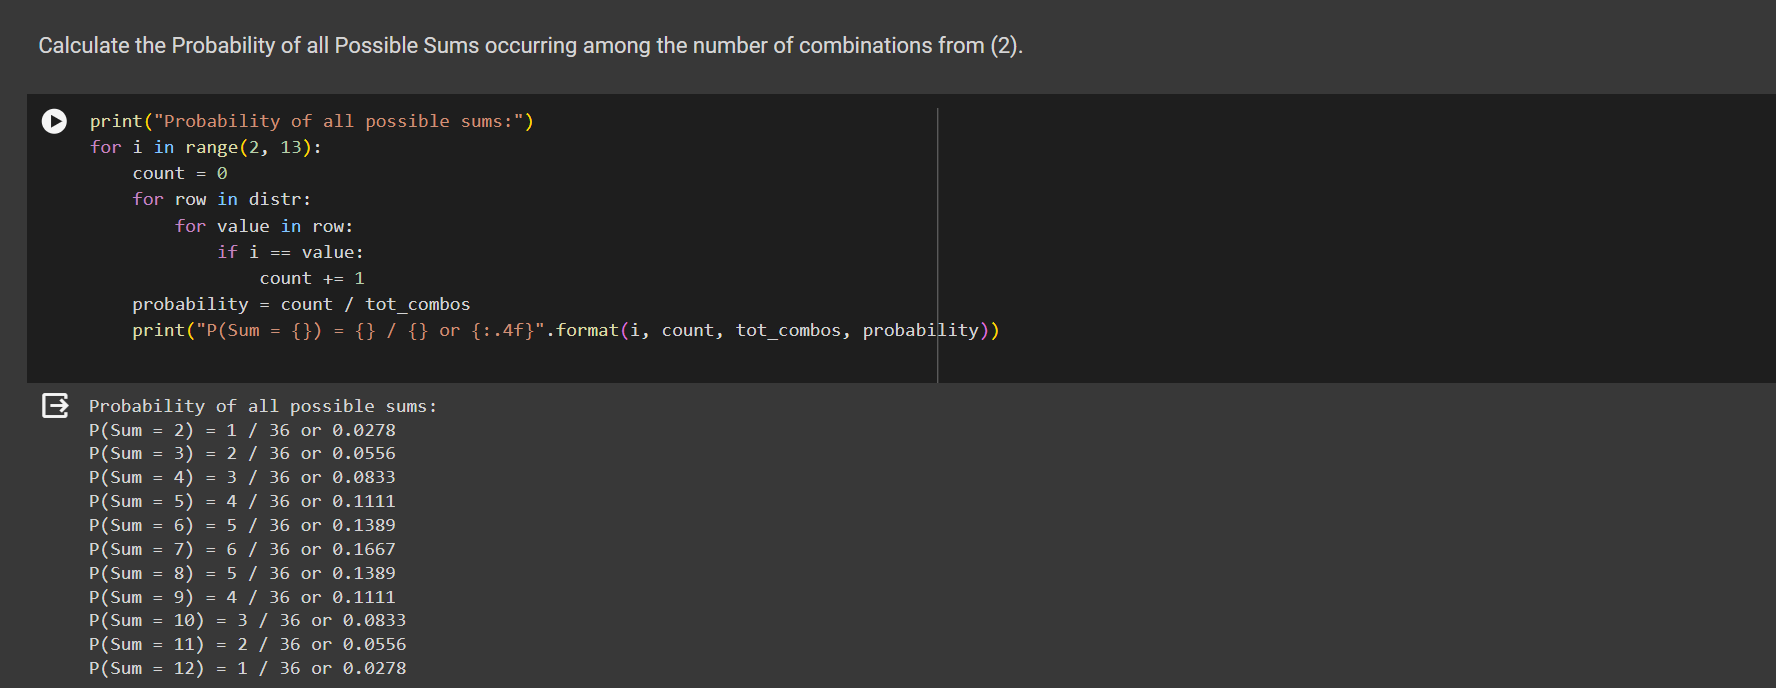 Calculate the Probability of all Possible Sums occurring among the number of combinations from (2).
print("Probability of all possible sums:")
for i in range(2, 13):
    count = 0
    for row in distr:
        for value in row:
            if i == value:
                count += 1
    probability = count / tot_combos
    print("P(Sum = {}) = {} / {} or {:.4f}".format(i, count, tot_combos, probability))
Probability of all possible sums:
P(Sum = 2) = 1 / 36 or 0.0278
P(Sum = 3) = 2 / 36 or 0.0556
P(Sum = 4) = 3 / 36 or 0.0833
P(Sum = 5) = 4 / 36 or 0.1111
P(Sum = 6) = 5 / 36 or 0.1389
P(Sum = 7) = 6 / 36 or 0.1667
P(Sum = 8) = 5 / 36 or 0.1389
P(Sum = 9) = 4 / 36 or 0.1111
P(Sum = 10) = 3 / 36 or 0.0833
P(Sum = 11) = 2 / 36 or 0.0556
P(Sum = 12) = 1 / 36 or 0.0278